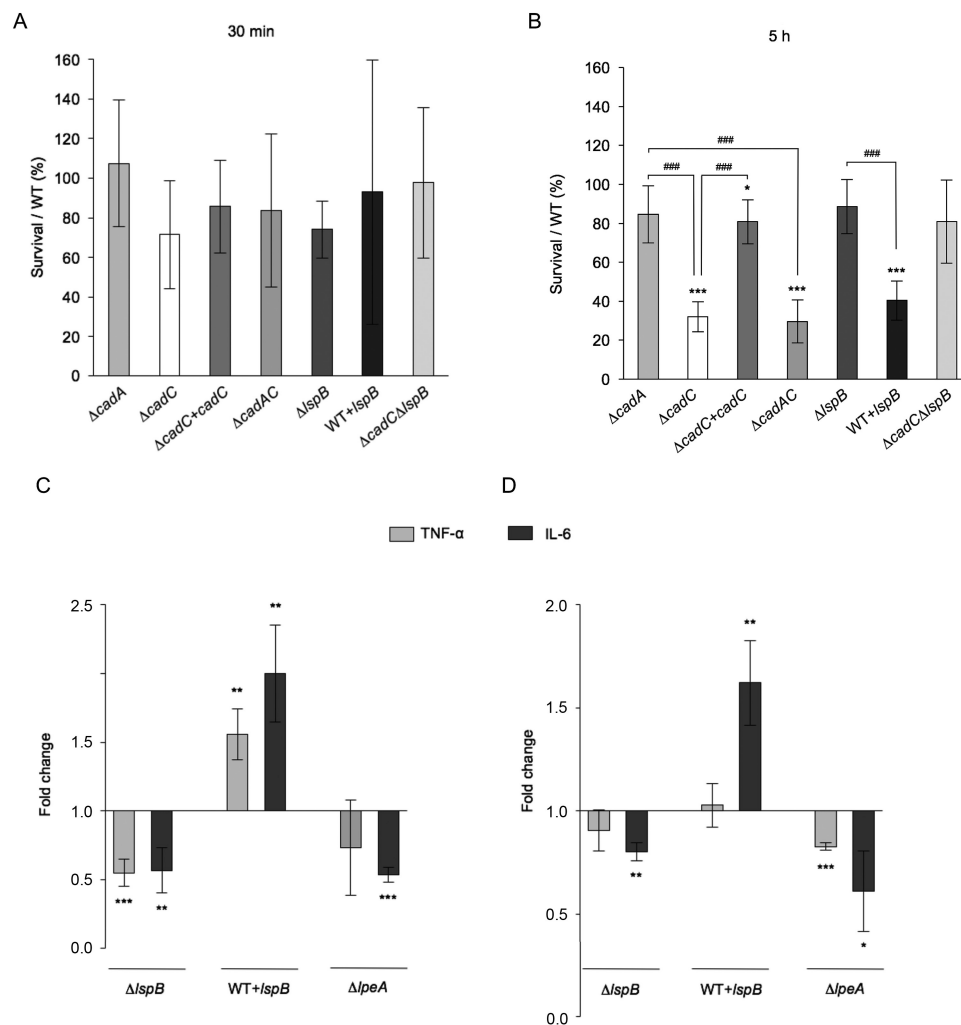 A
B
30 min
5 h
Survival / WT (%)
160
140
120
100
80
60
40
20
0
ΔcadA
ΔcadC
ΔcadC+cadC
ΔcadAC
ΔlspB
WT+lspB
ΔcadCΔlspB
Survival / WT (%)
160
140
120
100
80
60
40
20
0
###
###
###
###
*
***
***
***
ΔcadA
ΔcadC
ΔcadC+cadC
ΔcadAC
ΔlspB
WT+lspB
ΔcadCΔlspB
C
D
TNF-α
IL-6
Fold change
2.5
1.5
1.0
0.5
0.0
***
**
**
**
***
ΔlspB
WT+lspB
ΔlpeA
Fold change
2.0
1.5
1.0
0.5
0.0
**
**
***
*
ΔlspB
WT+lspB
ΔlpeA